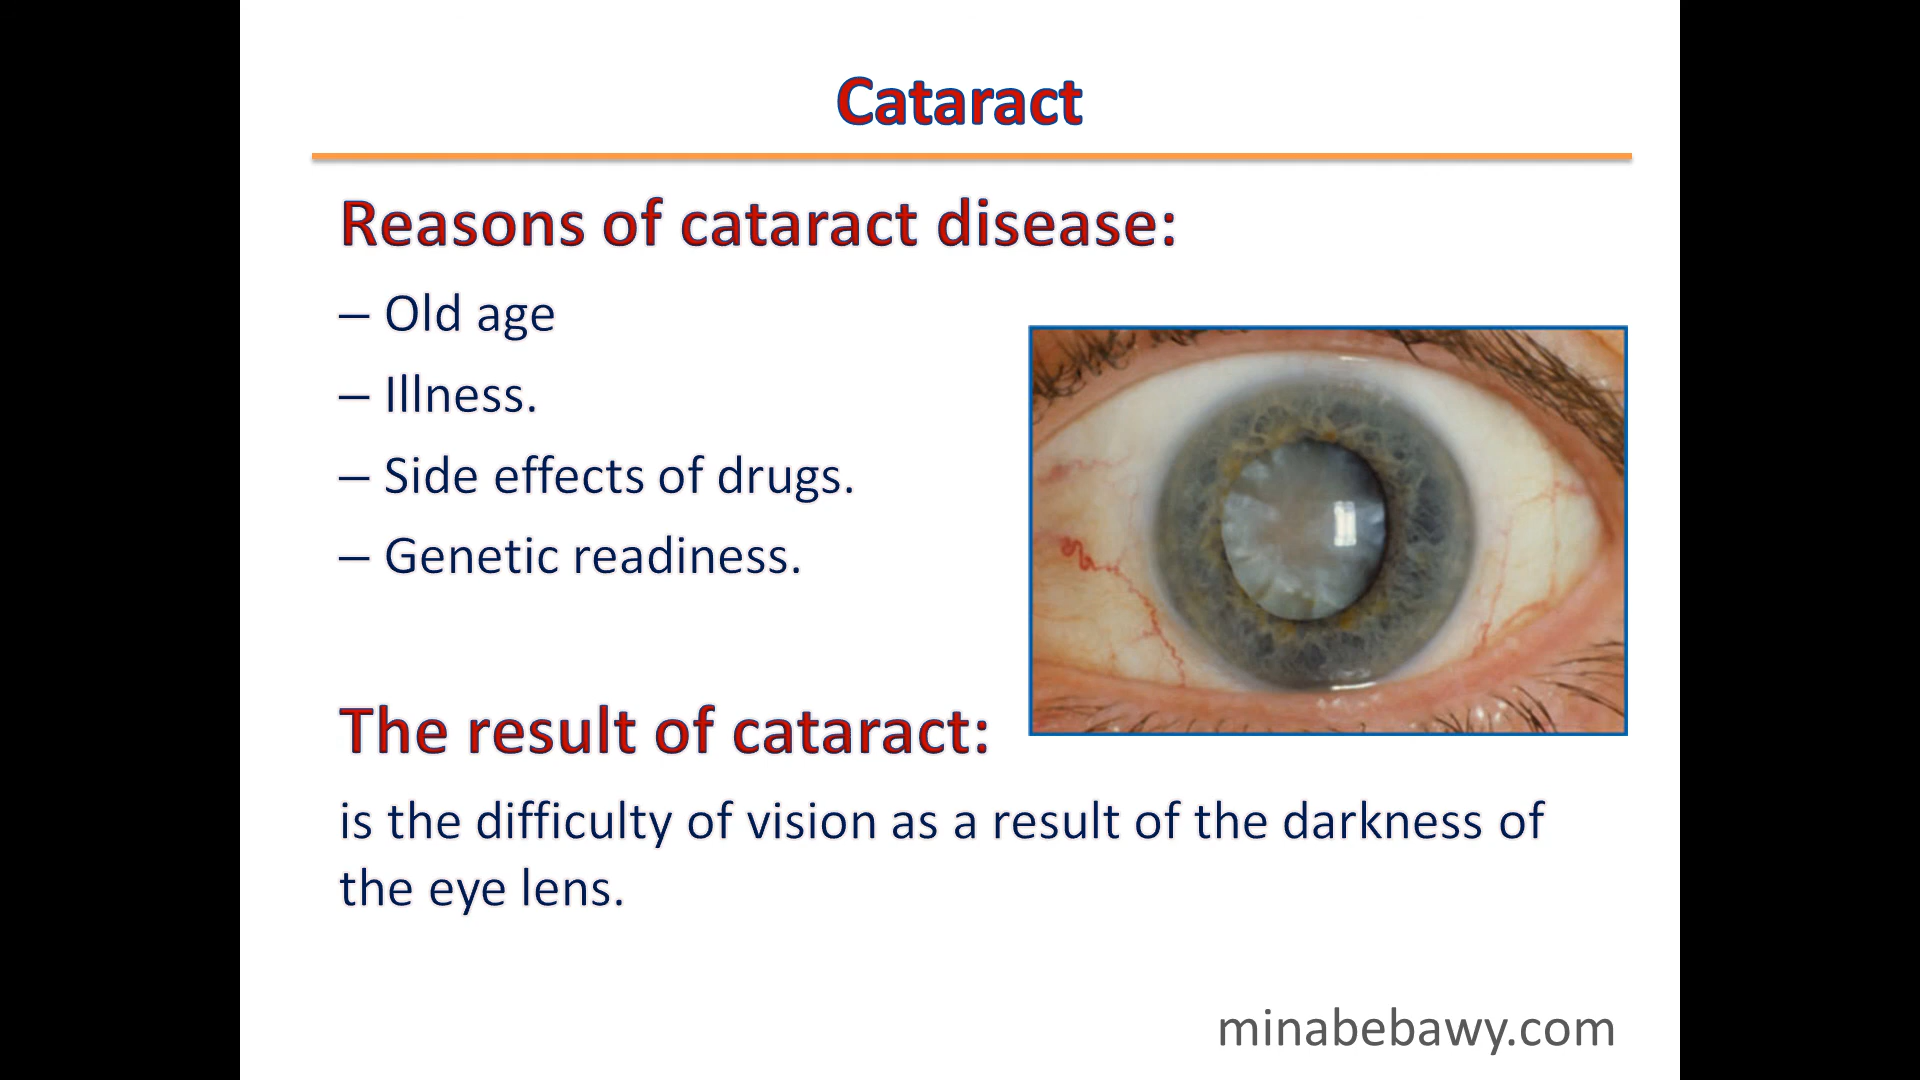 Cataract
Reasons of cataract disease:
– Old age
– Illness.
– Side effects of drugs.
– Genetic readiness.
The result of cataract:
is the difficulty of vision as a result of the darkness of
the eye lens.
minabebawy.com